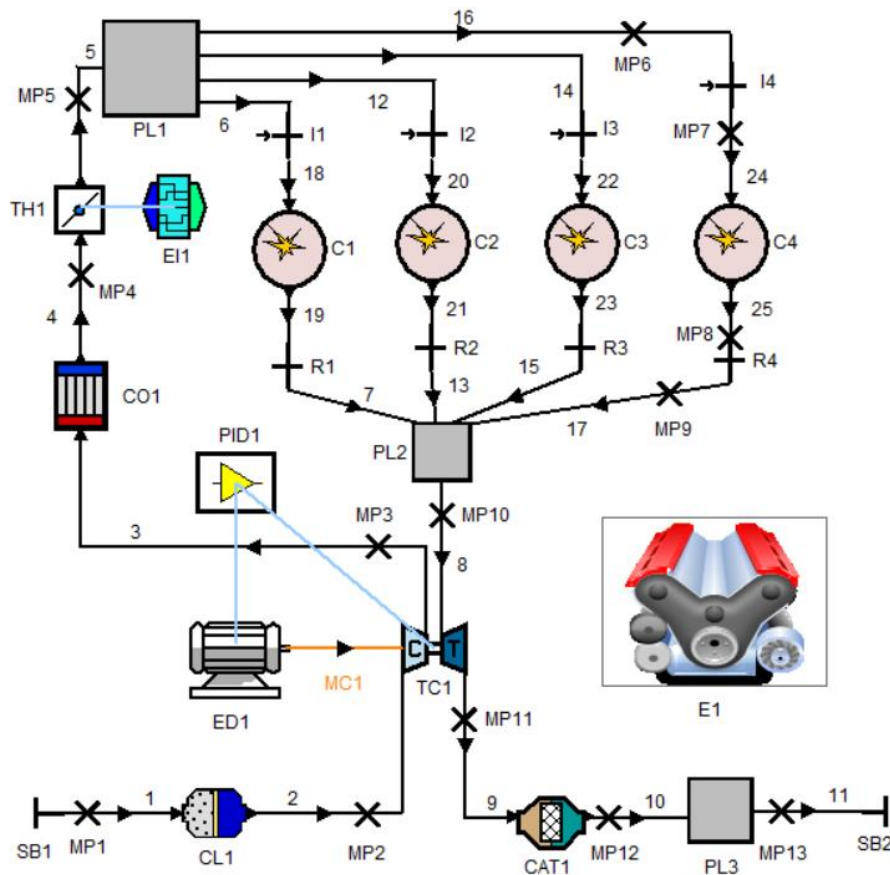 16
5
MP5
PL1
MP6
14
I4
6
12
I1
I2
I3
MP7
18
20
22
24
TH1
EI1
C1
C2
C3
C4
MP4
4
19
21
23
25
MP8
R1
R2
R3
R4
15
CO1
7
13
17
MP9
PL2
PID1
3
MP3
MP10
8
C
T
MC1
TC1
ED1
E1
MP11
1
2
9
10
11
SB1
MP1
CL1
MP2
CAT1
MP12
PL3
MP13
SB2